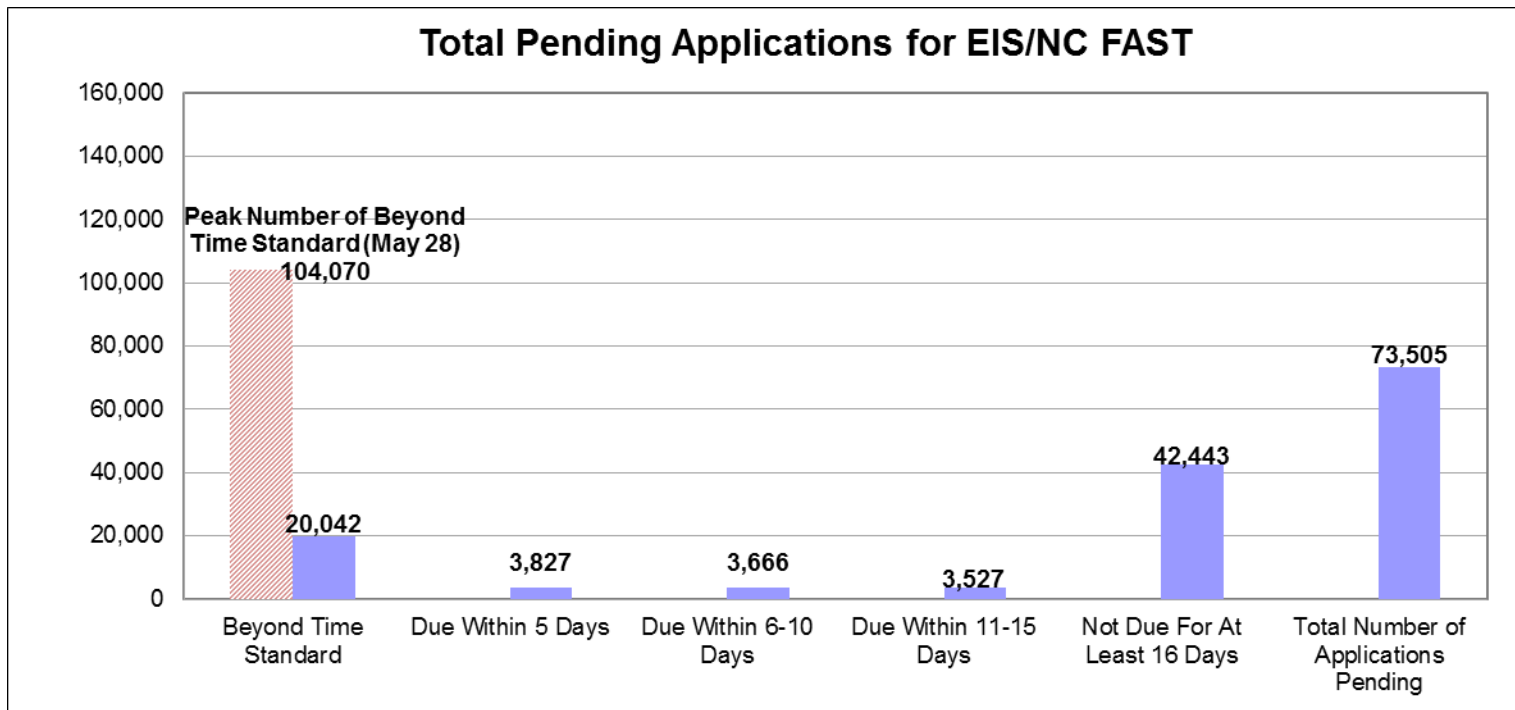 Total Pending Applications for EIS/NC FAST
160,000
140,000
120,000
100,000
80,000
60,000
40,000
20,000
0
Peak Number of Beyond
Time Standard (May 28)
104,070
20,042
3,827
3,666
3,527
42,443
73,505
Beyond Time
Standard
Due Within 5 Days
Due Within 6-10
Days
Due Within 11-15
Days
Not Due For At
Least 16 Days
Total Number of
Applications
Pending